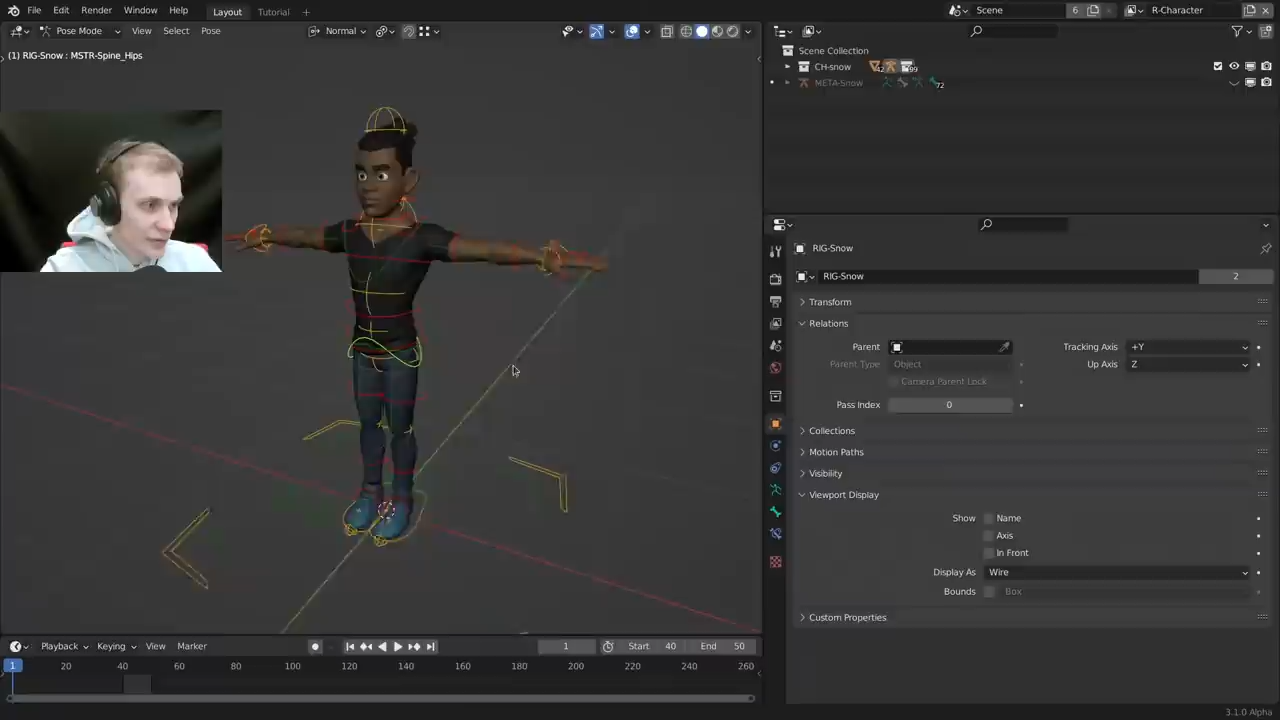 File Edit Render Window Help Layout Tutorial + Scene 6 R-Character
Pose Mode View Select Pose Normal
(1) RIG-Snow : MSTR-Spine_Hips
Scene Collection
CH-snow 42 99
META-Snow 72
RIG-Snow
RIG-Snow 2
Transform
Relations
Parent Tracking Axis +Y
Parent Type Object Up Axis Z
Camera Parent Lock
Pass Index 0
Collections
Motion Paths
Visibility
Viewport Display
Show Name
Axis
In Front
Display As Wire
Bounds Box
Custom Properties
Playback Keying View Marker 1 Start 40 End 50
1 20 40 60 80 100 120 140 160 180 200 220 240 260
3.1.0 Alpha